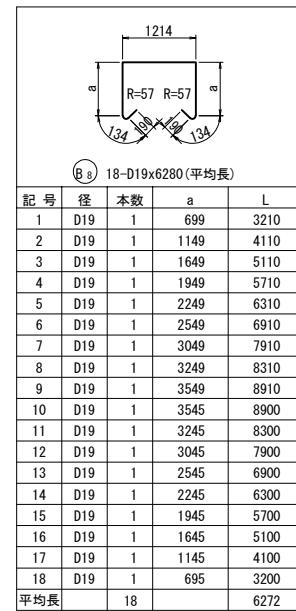 1214
a
a
R=57 R=57
190
190
134
134
B8 18-D19x6280(平均長)
記 号 径 本数 a L
1 D19 1 699 3210
2 D19 1 1149 4110
3 D19 1 1649 5110
4 D19 1 1949 5710
5 D19 1 2249 6310
6 D19 1 2549 6910
7 D19 1 3049 7910
8 D19 1 3249 8310
9 D19 1 3549 8910
10 D19 1 3545 8900
11 D19 1 3245 8300
12 D19 1 3045 7900
13 D19 1 2545 6900
14 D19 1 2245 6300
15 D19 1 1945 5700
16 D19 1 1645 5100
17 D19 1 1145 4100
18 D19 1 695 3200
平均長 18 6272